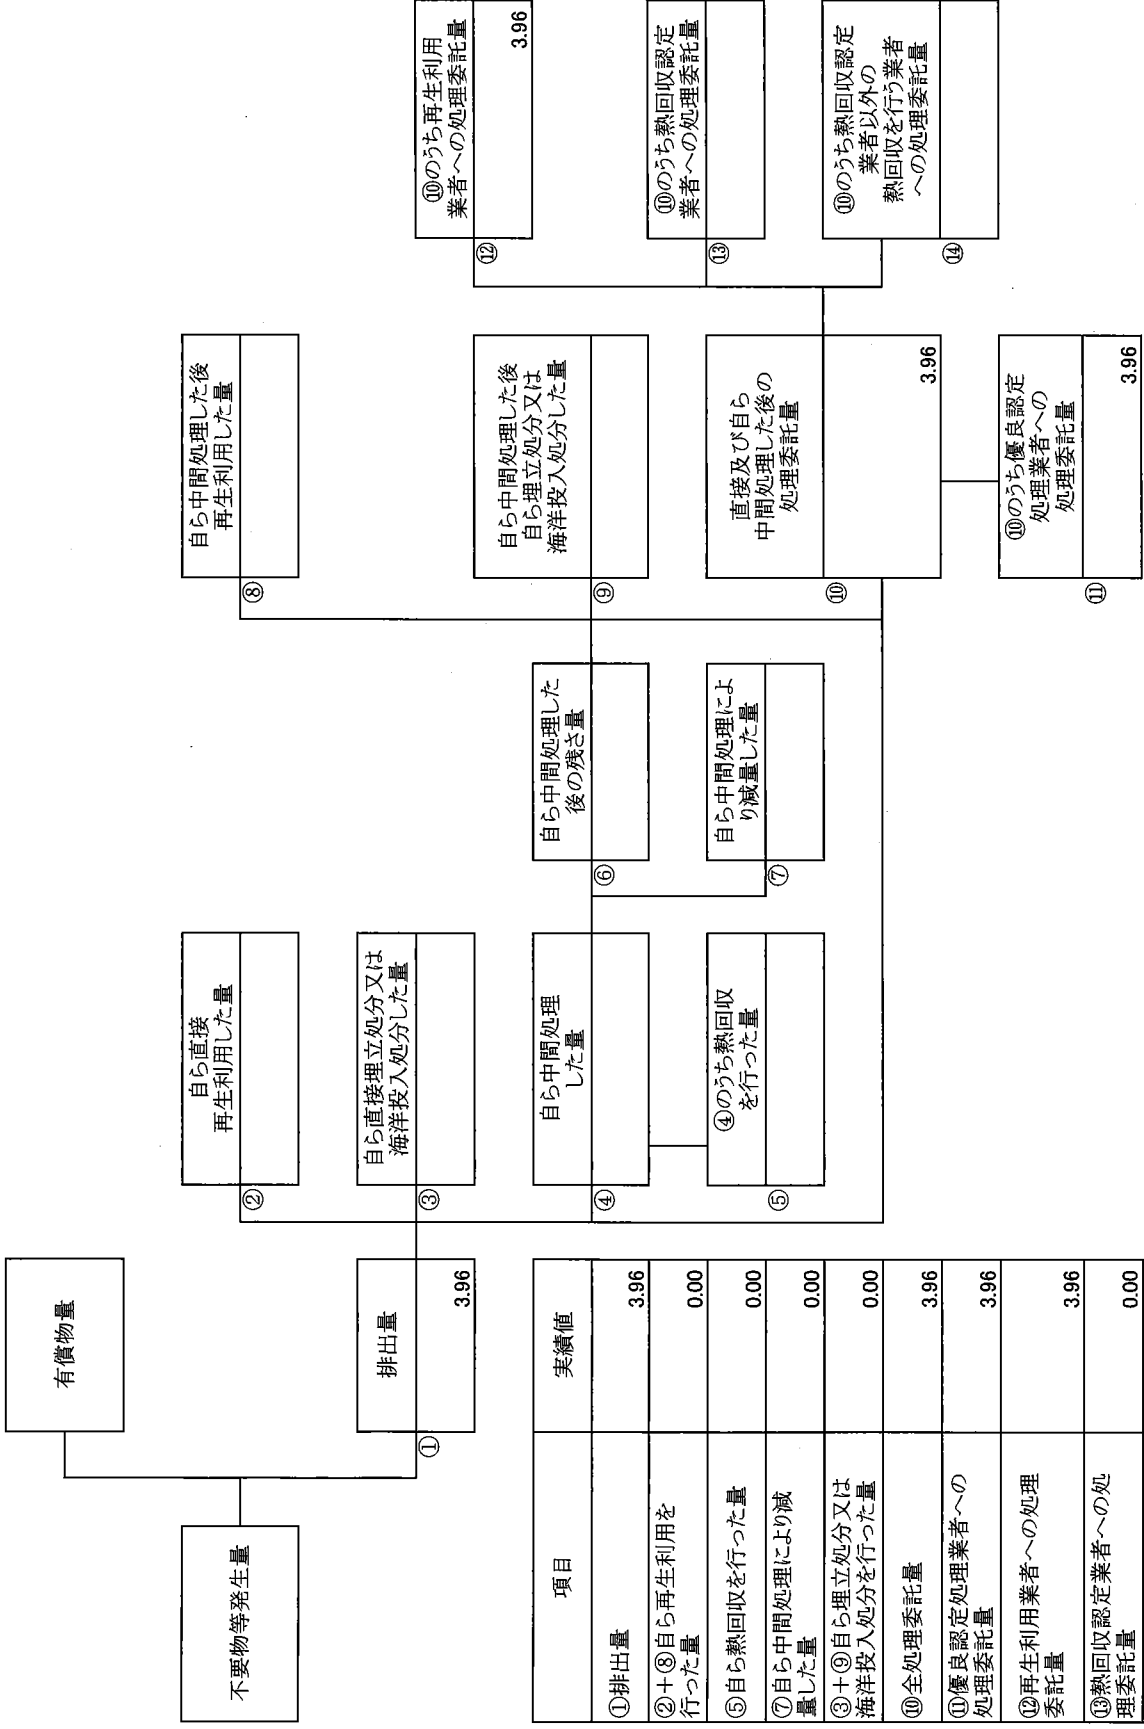 不要物等発生量
有償物量
①
排出量
3.96
②
自ら直接
再生利用した量
③
自ら直接埋立処分又は
海洋投入処分した量
④
自ら中間処理
した量
⑤
④のうち熱回収
を行った量
⑥
自ら中間処理した
後の残さ量
⑦
自ら中間処理によ
り減量した量
⑧
自ら中間処理した後
再生利用した量
⑨
自ら中間処理した後
自ら埋立処分又は
海洋投入処分した量
⑩
直接及び自ら
中間処理した後の
処理委託量
3.96
⑪
⑩のうち優良認定
処理業者への
処理委託量
3.96
⑫
⑩のうち再生利用
業者への処理委託量
3.96
⑬
⑩のうち熱回収認定
業者への処理委託量
⑭
⑩のうち熱回収認定
業者以外の
熱回収を行う業者
への処理委託量
項目 実績値
①排出量 3.96
②+⑧自ら再生利用を
行った量 0.00
⑤自ら熱回収を行った量 0.00
⑦自ら中間処理により減
量した量 0.00
③+⑨自ら埋立処分又は
海洋投入処分を行った量 0.00
⑩全処理委託量 3.96
⑪優良認定処理業者への
処理委託量 3.96
⑫再生利用業者への処理
委託量 3.96
⑬熱回収認定業者への処
理委託量 0.00